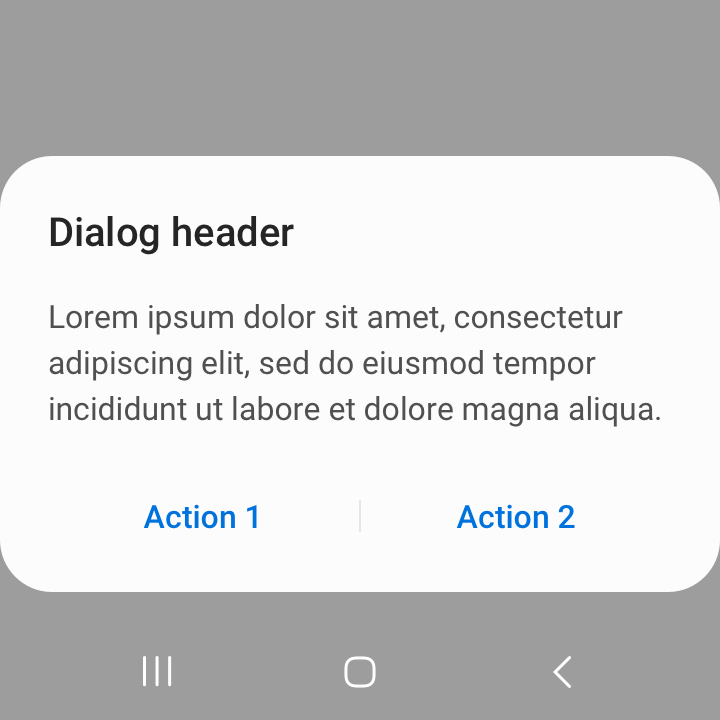 Dialog header
Lorem ipsum dolor sit amet, consectetur
adipiscing elit, sed do eiusmod tempor
incididunt ut labore et dolore magna aliqua.
Action 1
Action 2